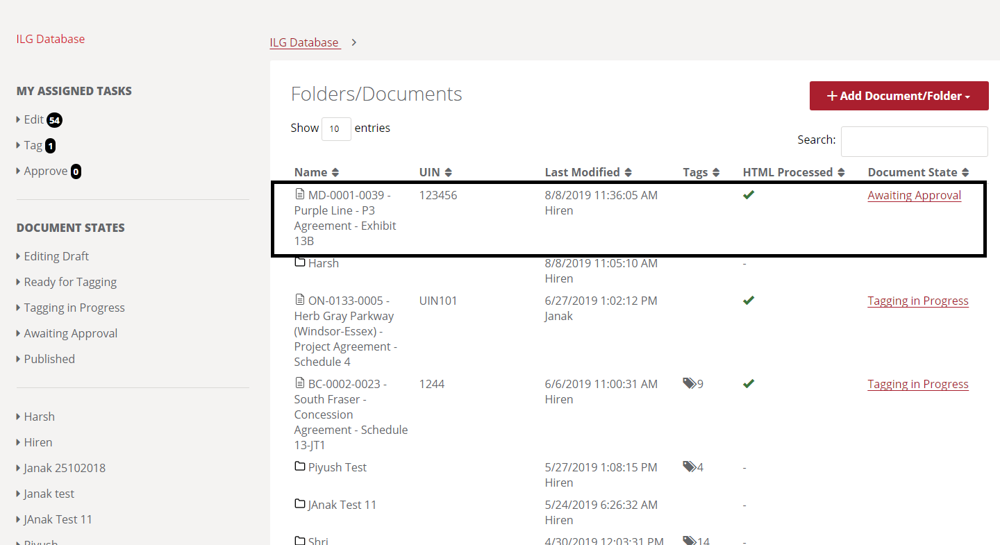 ILG Database
MY ASSIGNED TASKS
Edit 54
Tag 1
Approve 0
DOCUMENT STATES
Editing Draft
Ready for Tagging
Tagging in Progress
Awaiting Approval
Published
Harsh
Hiren
Janak 25102018
Janak test
JAnak Test 11
Piyush
ILG Database
Folders/Documents
Add Document/Folder
Show 10 entries
Search:
Name UIN Last Modified Tags HTML Processed Document State
MD-0001-0039 - 123456 8/8/2019 11:36:05 AM Awaiting Approval
Purple Line - P3 Hiren
Agreement - Exhibit
13B
Harsh 8/8/2019 11:05:10 AM -
Hiren
ON-0133-0005 - UIN101 6/27/2019 1:02:12 PM Tagging in Progress
Herb Gray Parkway Janak
(Windsor-Essex) -
Project Agreement -
Schedule 4
BC-0002-0023 - 1244 6/6/2019 11:00:31 AM 9 Tagging in Progress
South Fraser - Hiren
Concession
Agreement - Schedule
13-JT1
Piyush Test 5/27/2019 1:08:15 PM 4 -
Hiren
JAnak Test 11 5/24/2019 6:26:32 AM -
Hiren
Shri 4/30/2019 12:03:31 PM 14 -